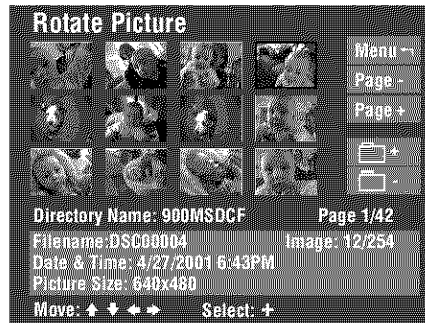 Rotate Picture
Menu
Page -
Page +
+
-
Directory Name: 900MSDCF Page 1/42
Filename:DSC00004 Image: 12/254
Date & Time: 4/27/2001 6:43PM
Picture Size: 640x480
Move: ↑ ↓ ← → Select: +